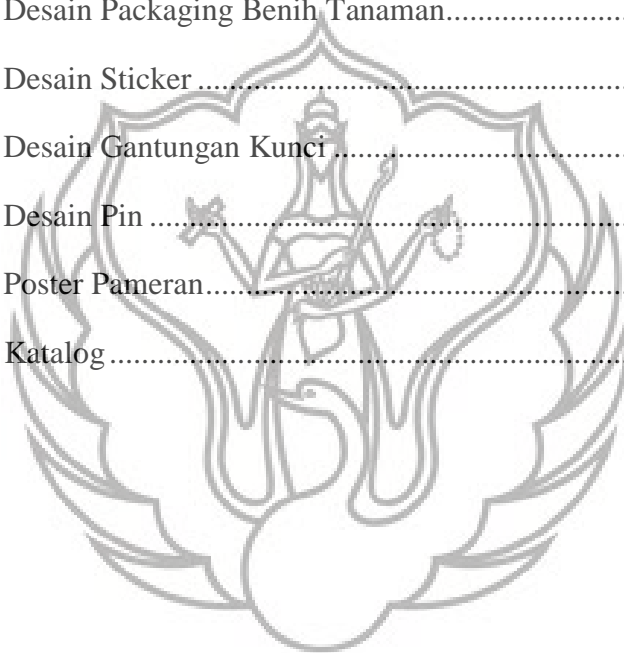 Desain Packaging Benih Tanaman....................
Desain Sticker ....................................................
Desain Gantungan Kunci ...................................
Desain Pin ..........................................................
Poster Pameran....................................................
Katalog ...............................................................